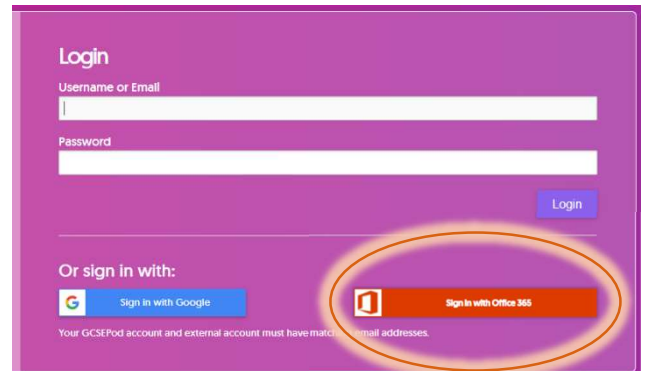 Login
Username or Email
Password
Login
Or sign in with:
G Sign in with Google
Sign in with Office 365
Your GCSEPod account and external account must have matching email addresses.